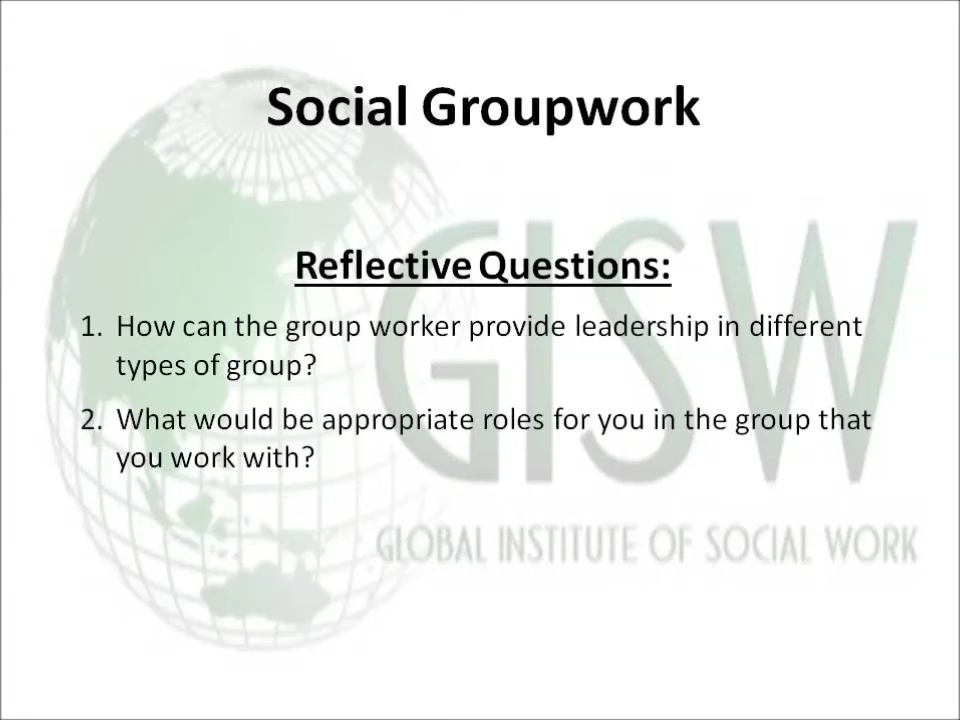 Social Groupwork
Reflective Questions:
1. How can the group worker provide leadership in different
types of group?
2. What would be appropriate roles for you in the group that
you work with?
GISW
GLOBAL INSTITUTE OF SOCIAL WORK